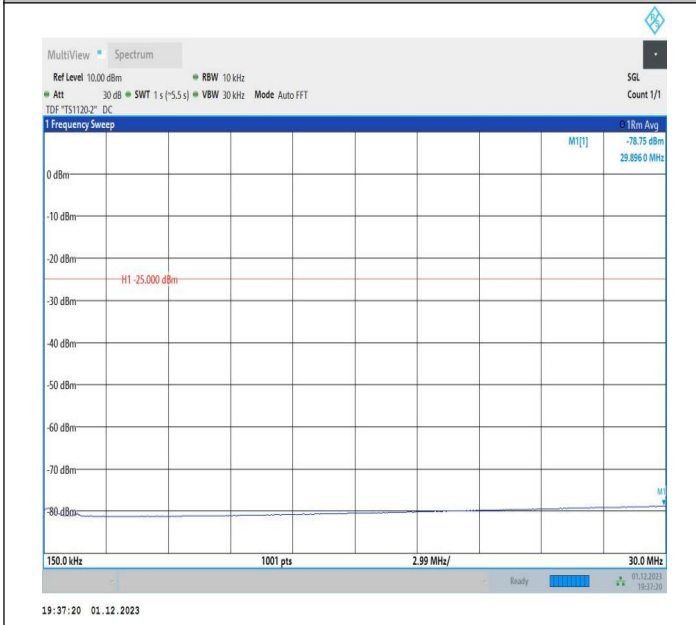 MultiView Spectrum
Ref Level 10.00 dBm RBW 10 kHz SGL
Att 30 dB SWT 1 s (~5.5 s) VBW 30 kHz Mode Auto FFT Count 1/1
TDF "TS1120-2" DC
1 Frequency Sweep 1Rm Avg
M1[1] -78.75 dBm
29.896 0 MHz
0 dBm
-10 dBm
-20 dBm
H1 -25.000 dBm
-30 dBm
-40 dBm
-50 dBm
-60 dBm
-70 dBm
M1
-80 dBm
150.0 kHz 1001 pts 2.99 MHz/ 30.0 MHz
Ready 01.12.2023
19:37:20
19:37:20 01.12.2023